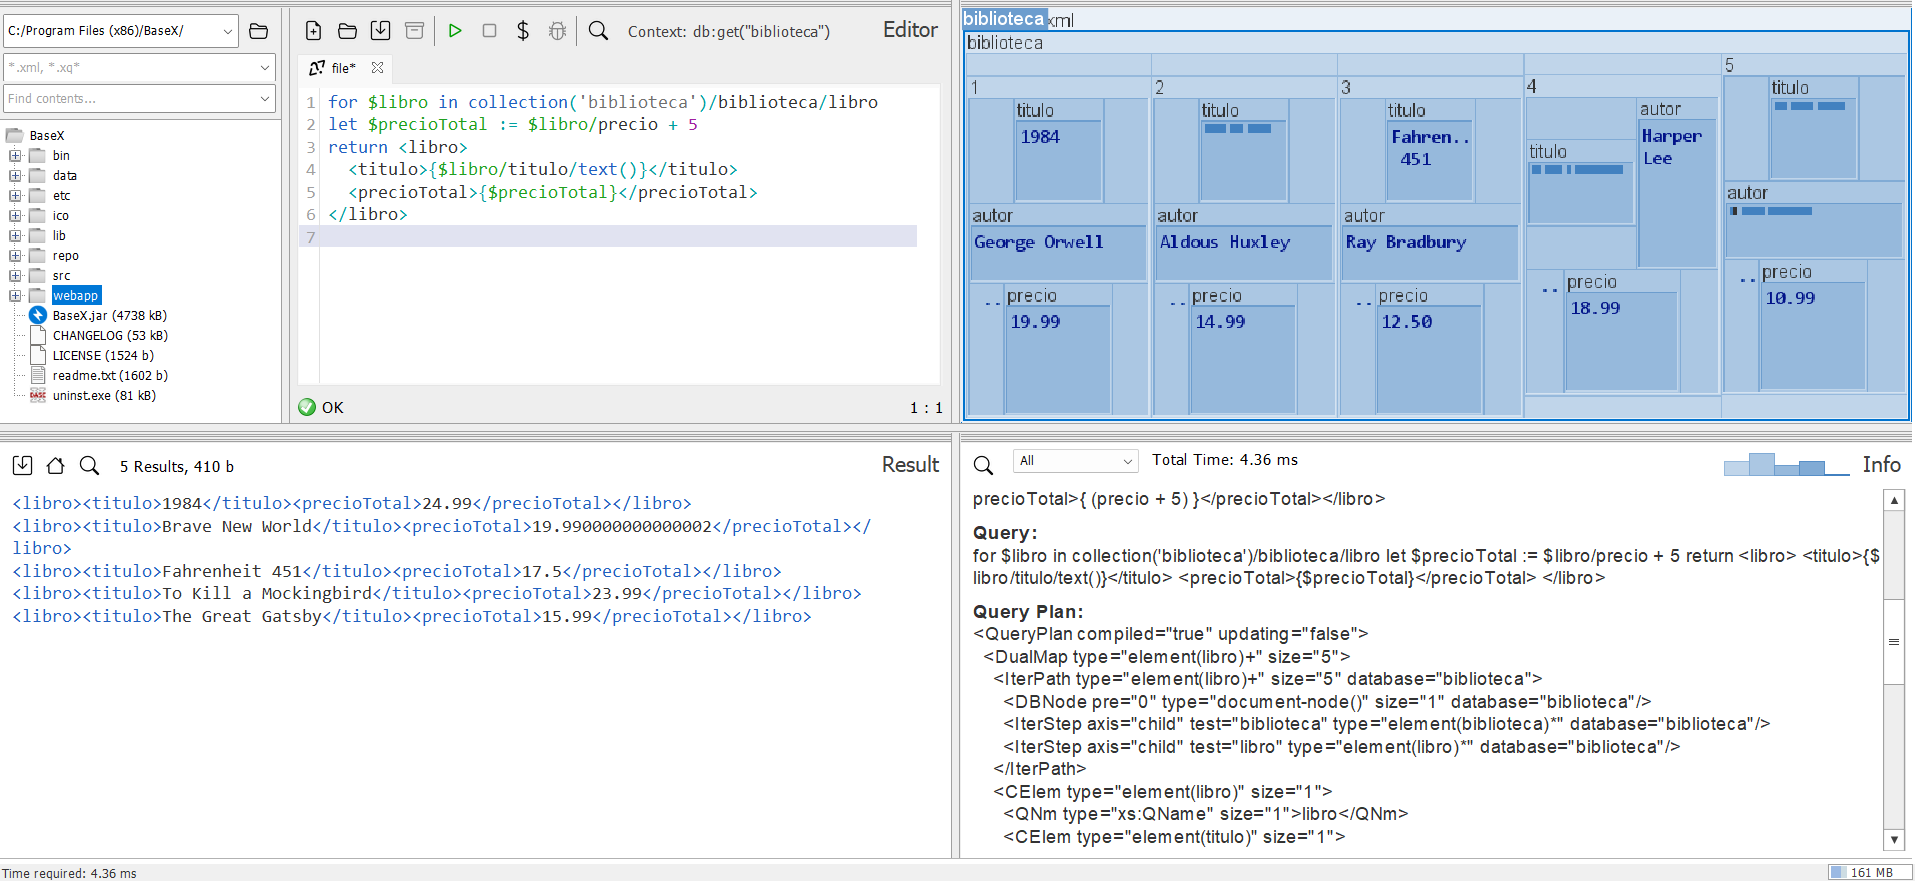 C:/Program Files (x86)/BaseX/
*.xml, *.xq*
Find contents...
BaseX
bin
data
etc
ico
lib
repo
src
webapp
BaseX.jar (4738 kB)
CHANGELOG (53 kB)
LICENSE (1524 b)
readme.txt (1602 b)
uninst.exe (81 kB)
Context: db:get("biblioteca")
Editor
file*
1 for $libro in collection('biblioteca')/biblioteca/libro
2 let $precioTotal := $libro/precio + 5
3 return <libro>
4 <titulo>{$libro/titulo/text()}</titulo>
5 <precioTotal>{$precioTotal}</precioTotal>
6 </libro>
7
OK
1 : 1
biblioteca.xml
biblioteca
1
titulo
1984
autor
George Orwell
..
precio
19.99
2
titulo
autor
Aldous Huxley
..
precio
14.99
3
titulo
Fahren..
451
autor
Ray Bradbury
..
precio
12.50
4
titulo
autor
Harper
Lee
..
precio
18.99
5
titulo
autor
..
precio
10.99
5 Results, 410 b
Result
<libro><titulo>1984</titulo><precioTotal>24.99</precioTotal></libro>
<libro><titulo>Brave New World</titulo><precioTotal>19.990000000000002</precioTotal></
libro>
<libro><titulo>Fahrenheit 451</titulo><precioTotal>17.5</precioTotal></libro>
<libro><titulo>To Kill a Mockingbird</titulo><precioTotal>23.99</precioTotal></libro>
<libro><titulo>The Great Gatsby</titulo><precioTotal>15.99</precioTotal></libro>
All
Total Time: 4.36 ms
Info
precioTotal>{ (precio + 5) }</precioTotal></libro>
Query:
for $libro in collection('biblioteca')/biblioteca/libro let $precioTotal := $libro/precio + 5 return <libro> <titulo>{$
libro/titulo/text()}</titulo> <precioTotal>{$precioTotal}</precioTotal> </libro>
Query Plan:
<QueryPlan compiled="true" updating="false">
<DualMap type="element(libro)+" size="5">
<IterPath type="element(libro)+" size="5" database="biblioteca">
<DBNode pre="0" type="document-node()" size="1" database="biblioteca"/>
<IterStep axis="child" test="biblioteca" type="element(biblioteca)*" database="biblioteca"/>
<IterStep axis="child" test="libro" type="element(libro)*" database="biblioteca"/>
</IterPath>
<CElem type="element(libro)" size="1">
<QNm type="xs:QName" size="1">libro</QNm>
<CElem type="element(titulo)" size="1">
Time required: 4.36 ms
161 MB